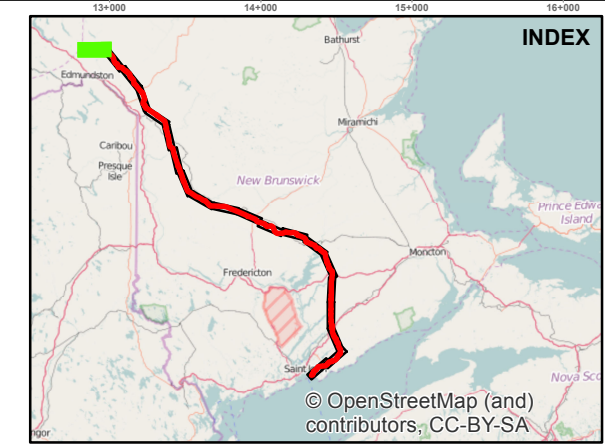 13+000 14+000 15+000 16+000
INDEX
Bathurst
Edmundston
Miramichi
Caribou
Presque
Isle
New Brunswick
Prince Edw
Island
Moncton
Fredericton
Saint
Nova Sco
© OpenStreetMap (and)
contributors, CC-BY-SA
ngor